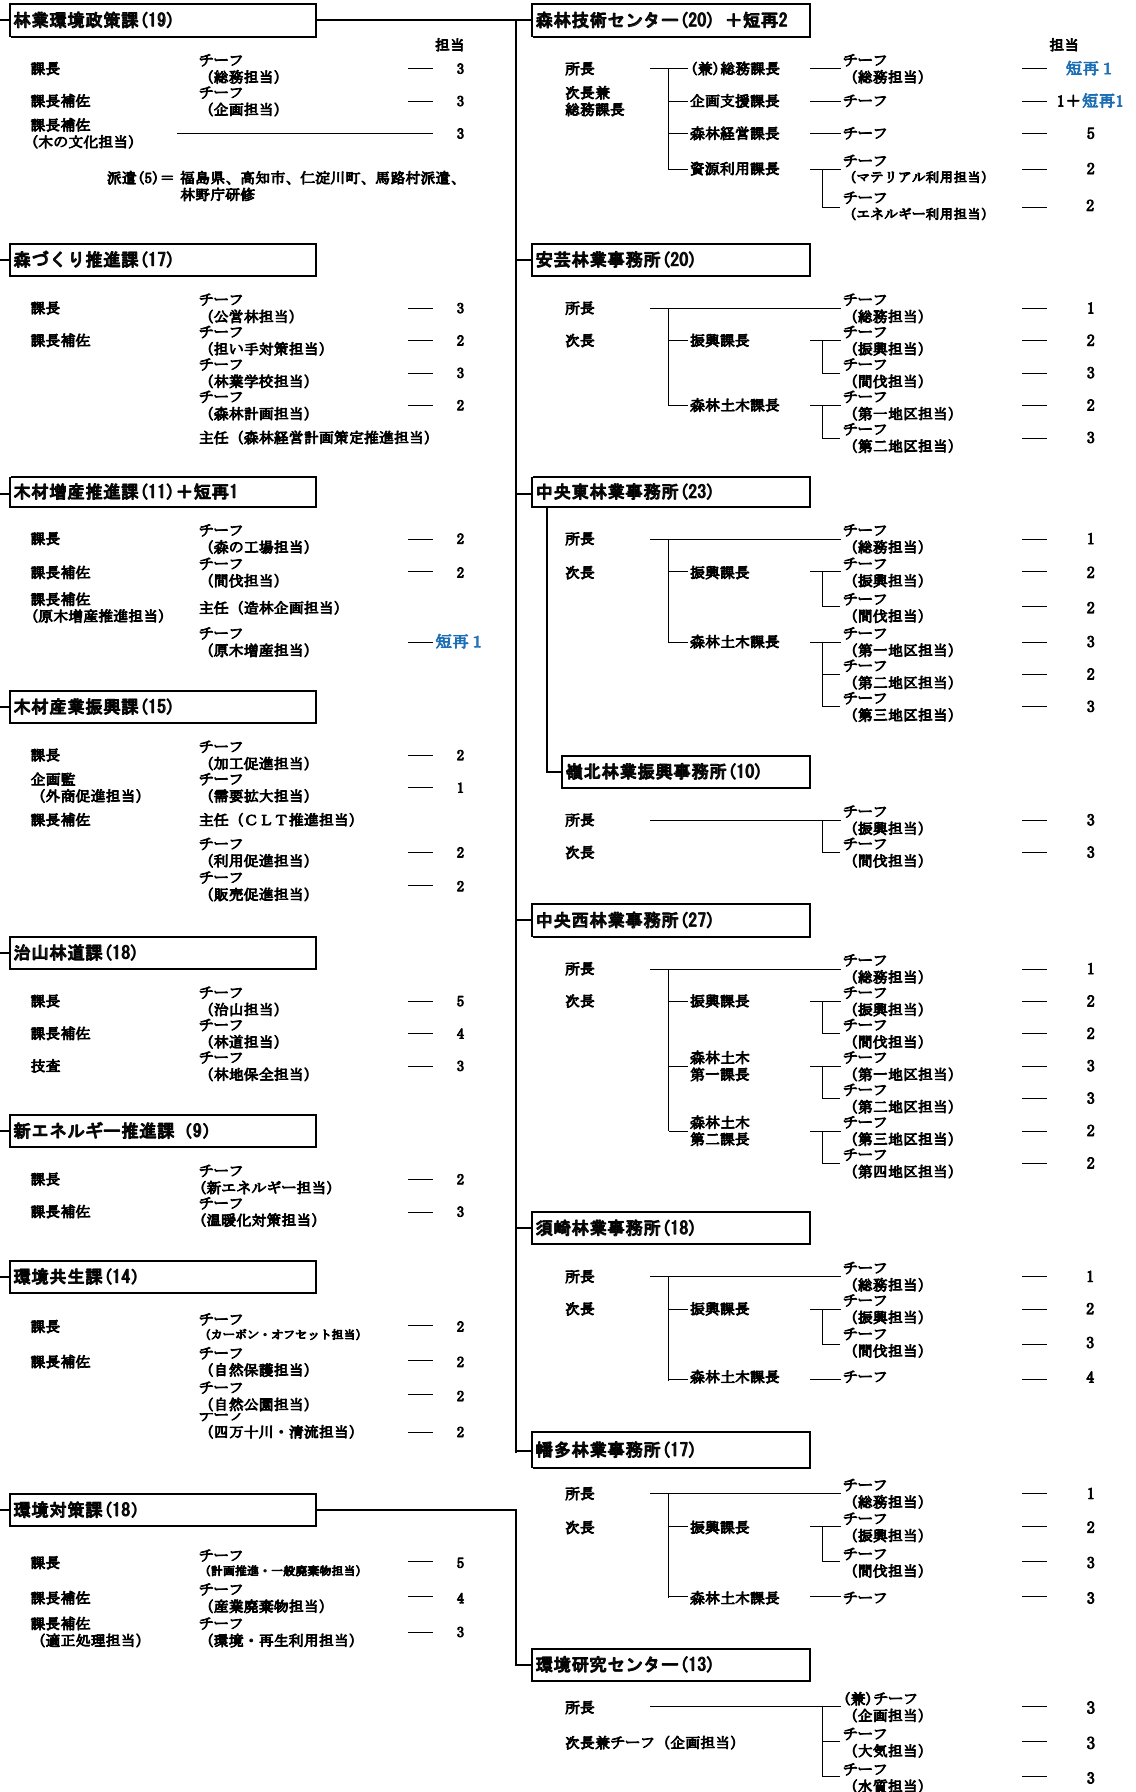 林業環境政策課(19)
担当
課長 チーフ 3
(総務担当)
課長補佐 チーフ 3
(企画担当)
課長補佐 3
(木の文化担当)
派遣(5)＝ 福島県、高知市、仁淀川町、馬路村派遣、
林野庁研修
森づくり推進課(17)
課長 チーフ 3
(公営林担当)
課長補佐 チーフ 2
(担い手対策担当)
チーフ 3
(林業学校担当)
チーフ 2
(森林計画担当)
主任（森林経営計画策定推進担当）
木材増産推進課(11)＋短再1
課長 チーフ 2
(森の工場担当)
課長補佐 チーフ 2
(間伐担当)
課長補佐 主任（造林企画担当）
(原木増産推進担当)
チーフ 短再1
(原木増産担当)
木材産業振興課(15)
課長 チーフ 2
(加工促進担当)
企画監 チーフ 1
(外商促進担当) (需要拡大担当)
課長補佐 主任（ＣＬＴ推進担当）
チーフ 2
(利用促進担当)
チーフ 2
(販売促進担当)
治山林道課(18)
課長 チーフ 5
(治山担当)
課長補佐 チーフ 4
(林道担当)
技査 チーフ 3
(林地保全担当)
新エネルギー推進課（9）
課長 チーフ 2
(新エネルギー担当)
課長補佐 チーフ 3
(温暖化対策担当)
環境共生課(14)
課長 チーフ 2
(カーボン・オフセット担当)
課長補佐 チーフ 2
(自然保護担当)
チーフ 2
(自然公園担当)
チーフ 2
(四万十川・清流担当)
環境対策課(18)
課長 チーフ 5
(計画推進・一般廃棄物担当)
課長補佐 チーフ 4
(産業廃棄物担当)
課長補佐 チーフ 3
(適正処理担当) (環境・再生利用担当)
森林技術センター(20) ＋短再2
担当
所長 (兼)総務課長 チーフ 短再1
(総務担当)
次長兼 企画支援課長 チーフ 1＋短再1
総務課長
森林経営課長 チーフ 5
資源利用課長 チーフ 2
(マテリアル利用担当)
チーフ 2
(エネルギー利用担当)
安芸林業事務所(20)
所長 チーフ 1
(総務担当)
次長 振興課長 チーフ 2
(振興担当)
チーフ 3
(間伐担当)
森林土木課長 チーフ 2
(第一地区担当)
チーフ 3
(第二地区担当)
中央東林業事務所(23)
所長 チーフ 1
(総務担当)
次長 振興課長 チーフ 2
(振興担当)
チーフ 2
(間伐担当)
森林土木課長 チーフ 3
(第一地区担当)
チーフ 2
(第二地区担当)
チーフ 3
(第三地区担当)
嶺北林業振興事務所(10)
所長 チーフ 3
(振興担当)
次長 チーフ 3
(間伐担当)
中央西林業事務所(27)
所長 チーフ 1
(総務担当)
次長 振興課長 チーフ 2
(振興担当)
チーフ 2
(間伐担当)
森林土木 チーフ 3
第一課長 (第一地区担当)
チーフ 3
(第二地区担当)
森林土木 チーフ 2
第二課長 (第三地区担当)
チーフ 2
(第四地区担当)
須崎林業事務所(18)
所長 チーフ 1
(総務担当)
次長 振興課長 チーフ 2
(振興担当)
チーフ 3
(間伐担当)
森林土木課長 チーフ 4
幡多林業事務所(17)
所長 チーフ 1
(総務担当)
次長 振興課長 チーフ 2
(振興担当)
チーフ 3
(間伐担当)
森林土木課長 チーフ 3
環境研究センター(13)
所長 (兼)チーフ 3
(企画担当)
次長兼チーフ（企画担当） チーフ 3
(大気担当)
チーフ 3
(水質担当)